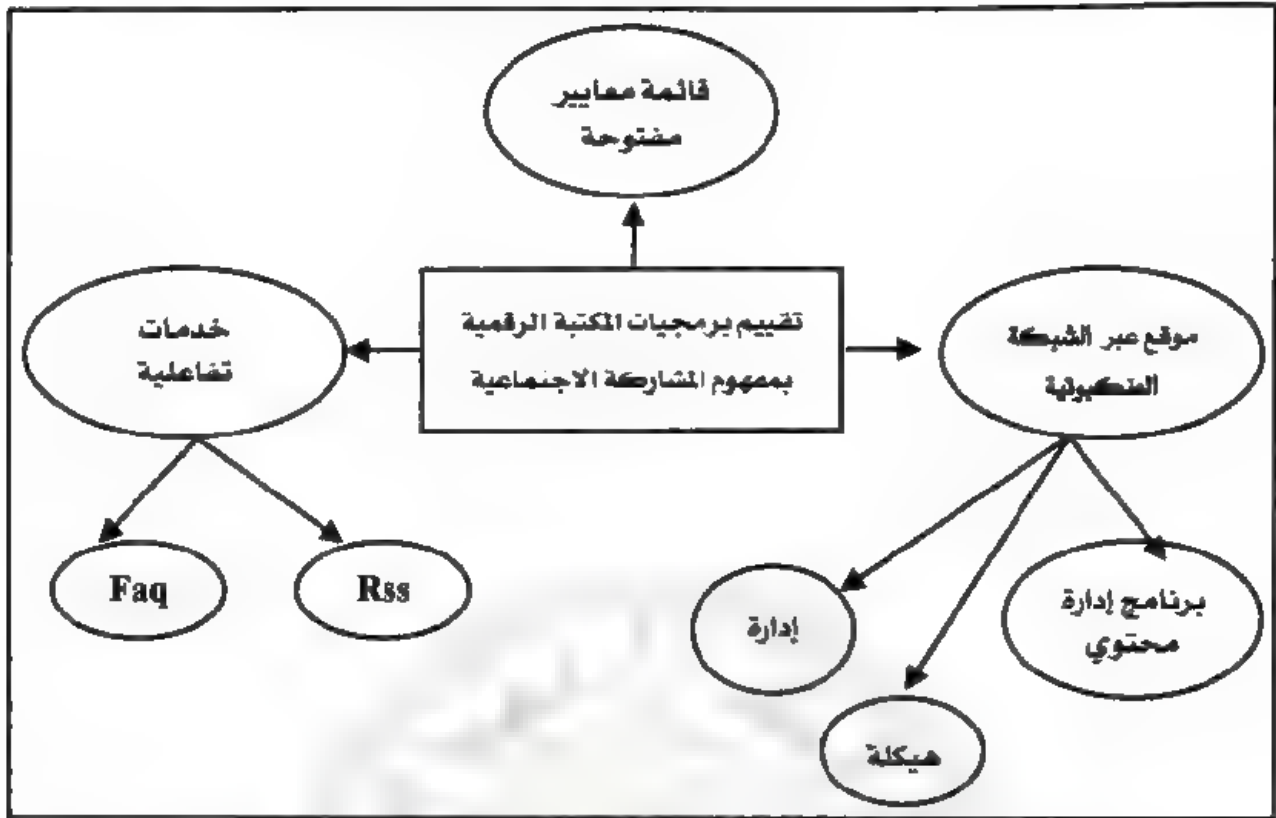 قائمة معايير
مفتوحة
تقييم برمجيات المكتبة الرقمية
بمفهوم المشاركة الاجتماعية
موقع عبر الشبكة
العنكبوتية
خدمات
تفاعلية
برنامج إدارة
محتوي
هيكلة
إدارة
Rss
Faq